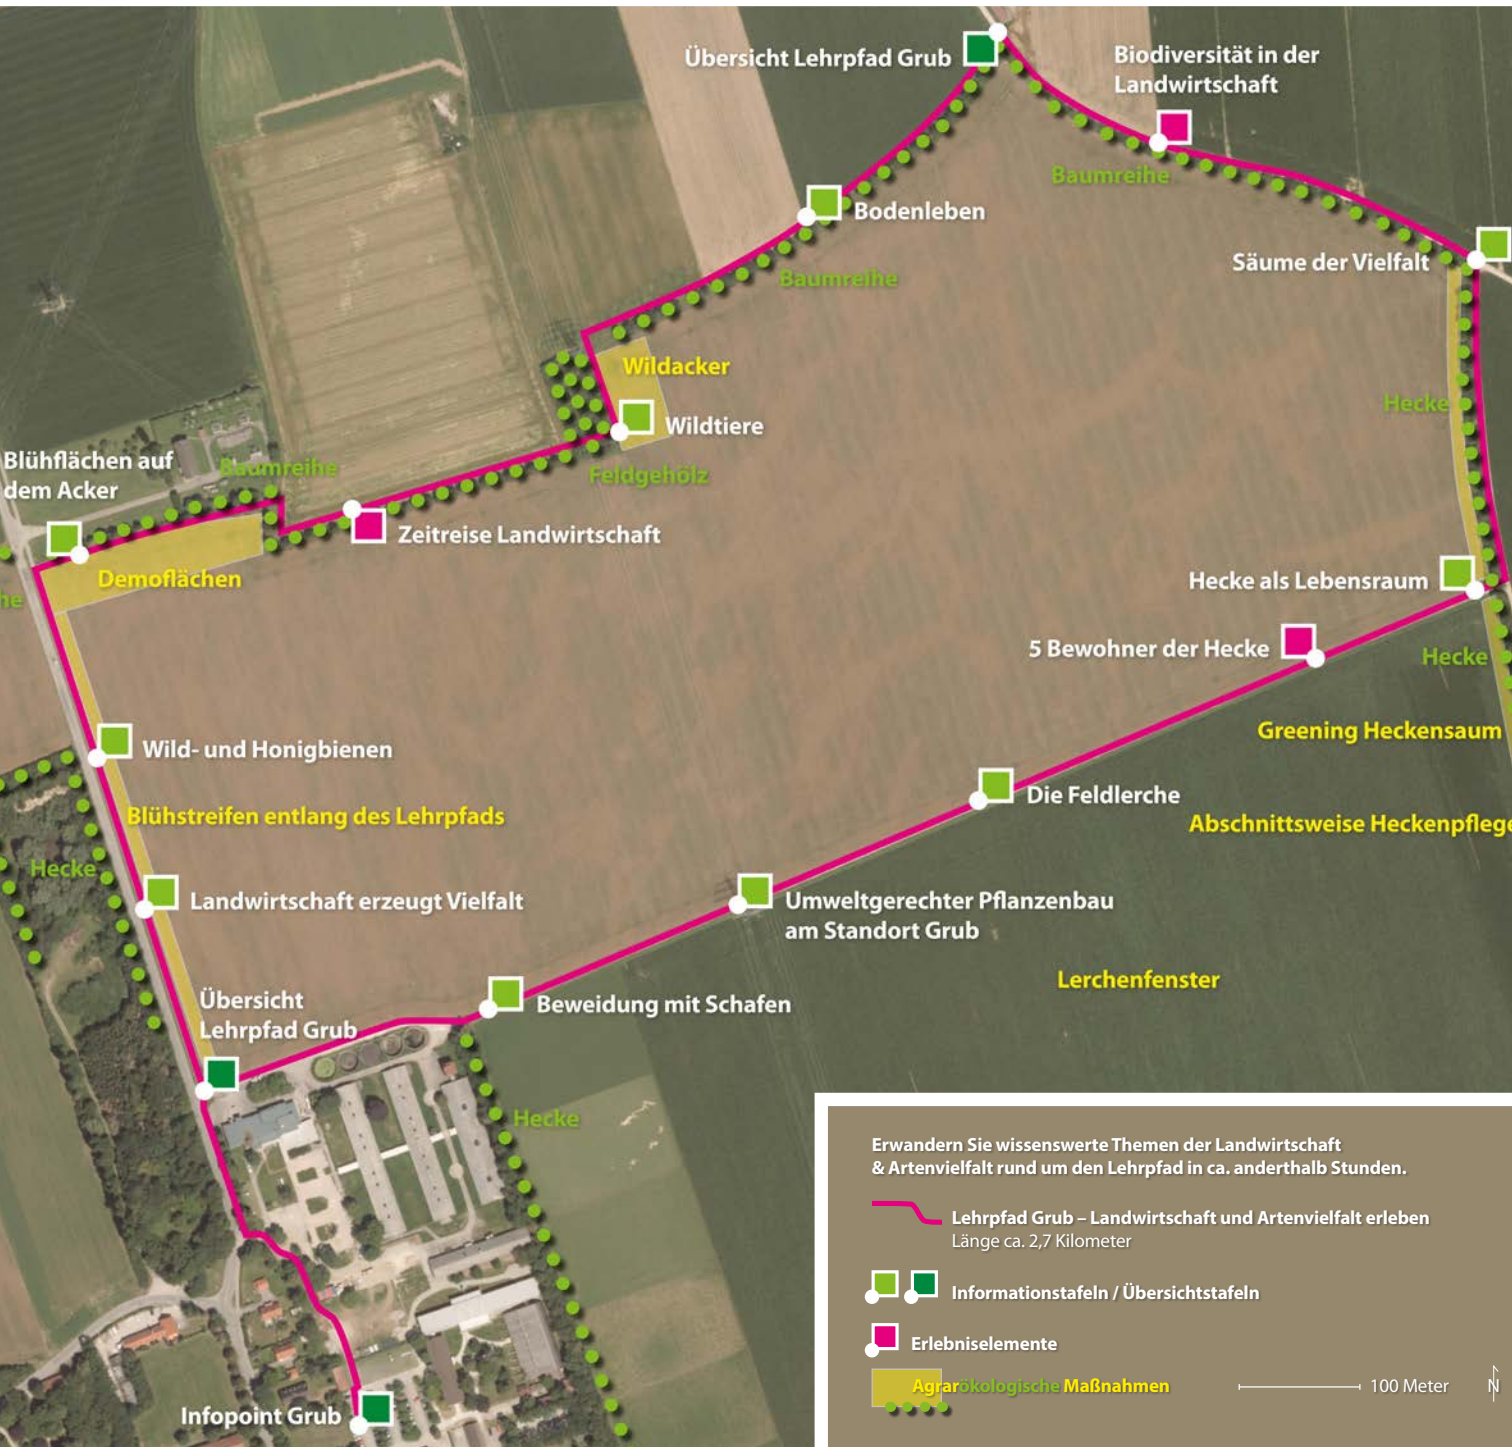 Übersicht Lehrpfad Grub
Biodiversität in der
Landwirtschaft
Baumreihe
Bodenleben
Säume der Vielfalt
Baumreihe
Wildacker
Hecke
Wildtiere
Blühflächen auf
dem Acker
Baumreihe
Feldgehölz
Zeitreise Landwirtschaft
Demoflächen
Hecke als Lebensraum
he
5 Bewohner der Hecke
Hecke
Greening Heckensaum
Wild- und Honigbienen
Die Feldlerche
Blühstreifen entlang des Lehrpfads
Abschnittsweise Heckenpflege
Hecke
Landwirtschaft erzeugt Vielfalt
Umweltgerechter Pflanzenbau
am Standort Grub
Lerchenfenster
Übersicht
Lehrpfad Grub
Beweidung mit Schafen
Hecke
Erwandern Sie wissenswerte Themen der Landwirtschaft
& Artenvielfalt rund um den Lehrpfad in ca. anderthalb Stunden.
Lehrpfad Grub – Landwirtschaft und Artenvielfalt erleben
Länge ca. 2,7 Kilometer
Informationstafeln / Übersichtstafeln
Erlebniselemente
Agrarökologische Maßnahmen
100 Meter
N
Infopoint Grub